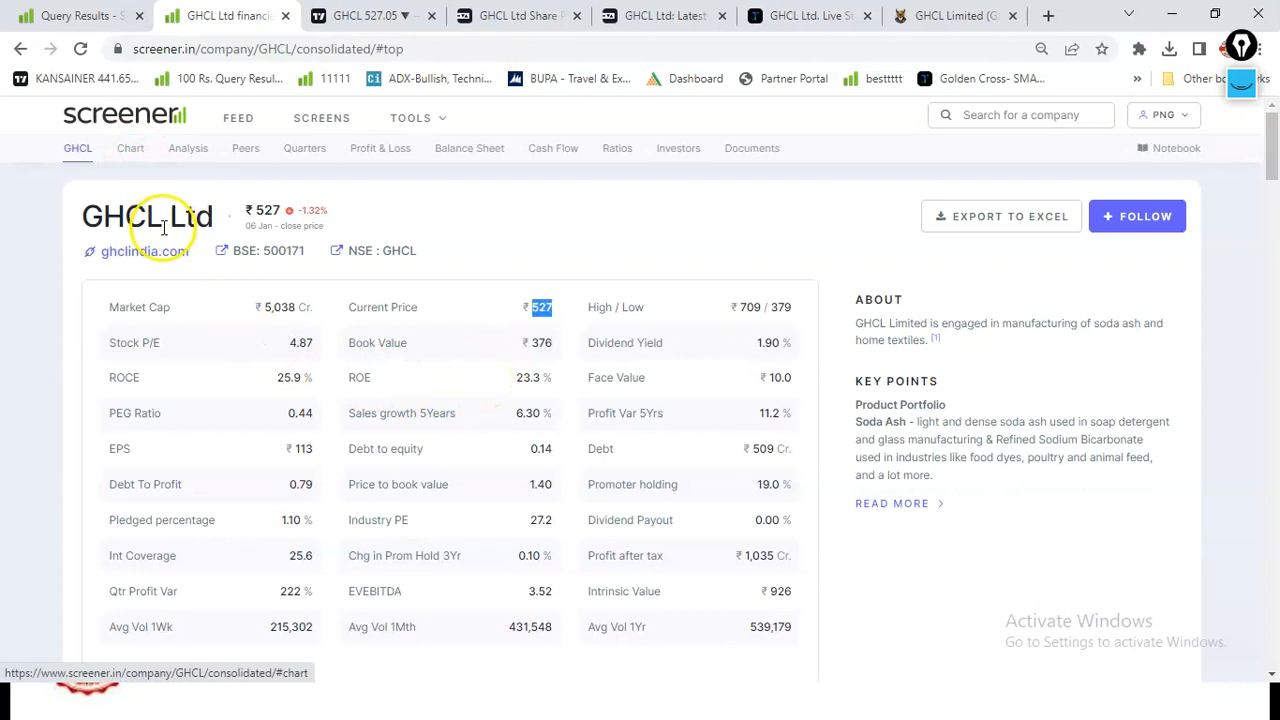 Query Results - S
GHCL Ltd financia
GHCL 527.05 ▼ −
GHCL Ltd Share P
GHCL Ltd: Latest
GHCL Ltd. Live St
GHCL Limited (G
screener.in/company/GHCL/consolidated/#top
KANSAINER 441.65...
100 Rs. Query Resul...
11111
ADX-Bullish, Techni...
BUPA - Travel & Ex...
Dashboard
Partner Portal
besttttt
Golden Cross- SMA...
»
Other bookmarks
screener
FEED
SCREENS
TOOLS
Search for a company
PNG
GHCL
Chart
Analysis
Peers
Quarters
Profit & Loss
Balance Sheet
Cash Flow
Ratios
Investors
Documents
Notebook
GHCL Ltd
₹ 527
-1.32%
06 Jan - close price
EXPORT TO EXCEL
+ FOLLOW
ghclindia.com
BSE: 500171
NSE : GHCL
Market Cap ₹ 5,038 Cr.
Current Price ₹ 527
High / Low ₹ 709 / 379
Stock P/E 4.87
Book Value ₹ 376
Dividend Yield 1.90 %
ROCE 25.9 %
ROE 23.3 %
Face Value ₹ 10.0
PEG Ratio 0.44
Sales growth 5Years 6.30 %
Profit Var 5Yrs 11.2 %
EPS ₹ 113
Debt to equity 0.14
Debt ₹ 509 Cr.
Debt To Profit 0.79
Price to book value 1.40
Promoter holding 19.0 %
Pledged percentage 1.10 %
Industry PE 27.2
Dividend Payout 0.00 %
Int Coverage 25.6
Chg in Prom Hold 3Yr 0.10 %
Profit after tax ₹ 1,035 Cr.
Qtr Profit Var 222 %
EVEBITDA 3.52
Intrinsic Value ₹ 926
Avg Vol 1Wk 215,302
Avg Vol 1Mth 431,548
Avg Vol 1Yr 539,179
ABOUT
GHCL Limited is engaged in manufacturing of soda ash and
home textiles. [1]
KEY POINTS
Product Portfolio
Soda Ash - light and dense soda ash used in soap detergent
and glass manufacturing & Refined Sodium Bicarbonate
used in industries like food dyes, poultry and animal feed,
and a lot more.
READ MORE
Activate Windows
Go to Settings to activate Windows.
https://www.screener.in/company/GHCL/consolidated/#chart